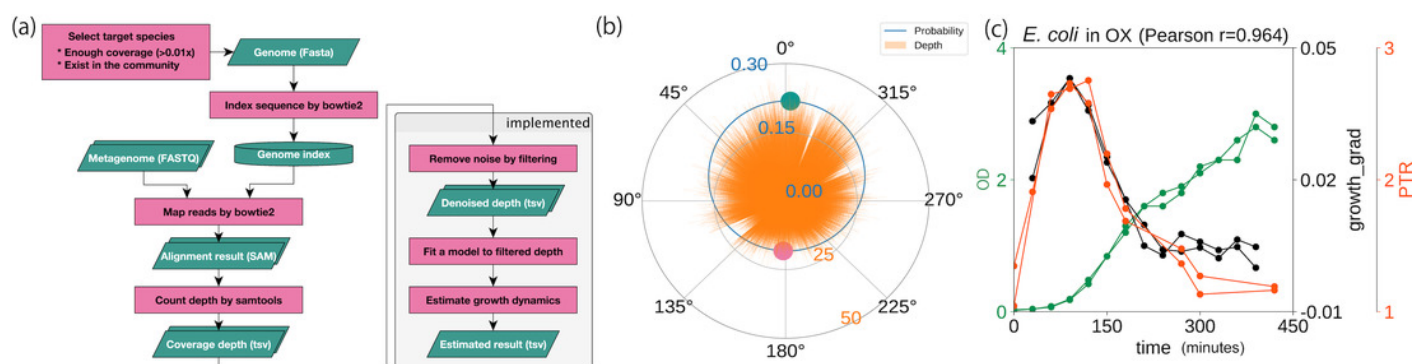 (a)
Select target species
* Enough coverage (>0.01x)
* Exist in the community
Genome (Fasta)
Index sequence by bowtie2
Metagenome (FASTQ)
Genome index
Map reads by bowtie2
Alignment result (SAM)
Count depth by samtools
Coverage depth (tsv)
implemented
Remove noise by filtering
Denoised depth (tsv)
Fit a model to filtered depth
Estimate growth dynamics
Estimated result (tsv)
(b)
Probability
Depth
0°
0.30
45°
315°
0.15
0.00
90°
270°
25
135°
225°
50
180°
(c)
E. coli in OX (Pearson r=0.964)
4
2
0
OD
0.05
0.02
-0.01
growth_grad
3
2
1
PTR
0
150
300
450
time (minutes)